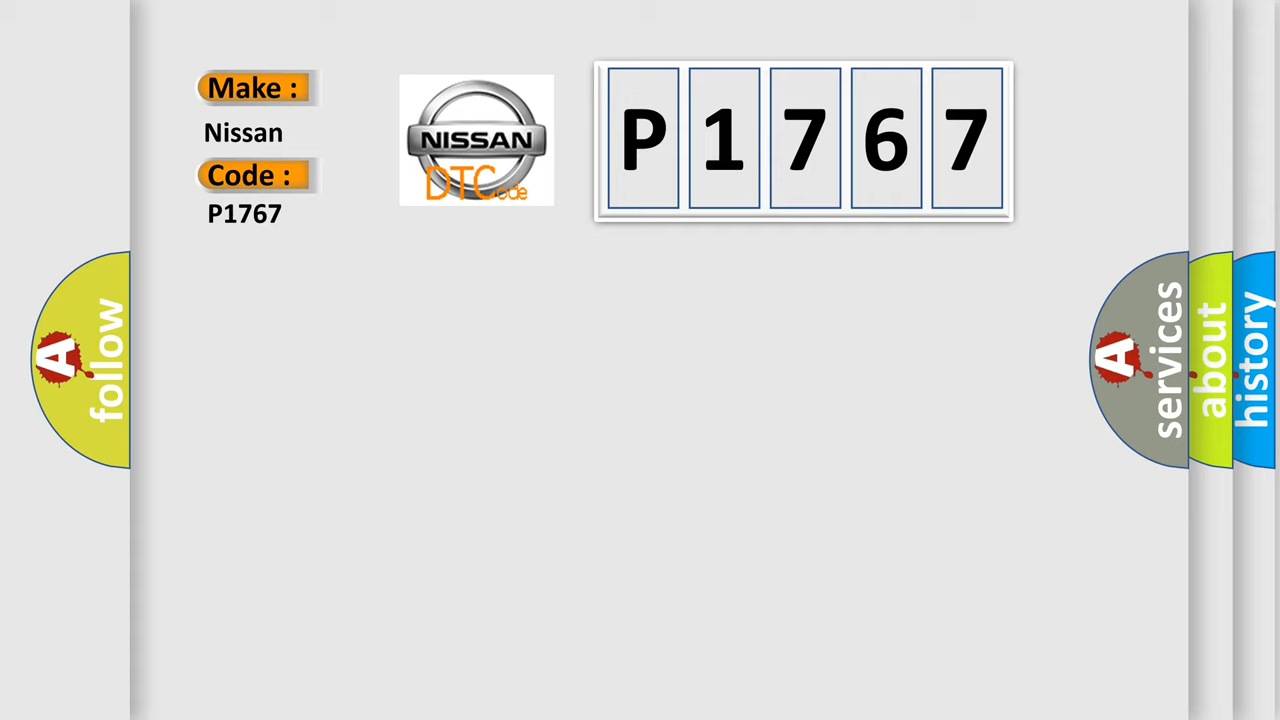 Make :
Nissan
Code :
P1767
NISSAN
DTCode
P 1 7 6 7
A follow
A services
about
history